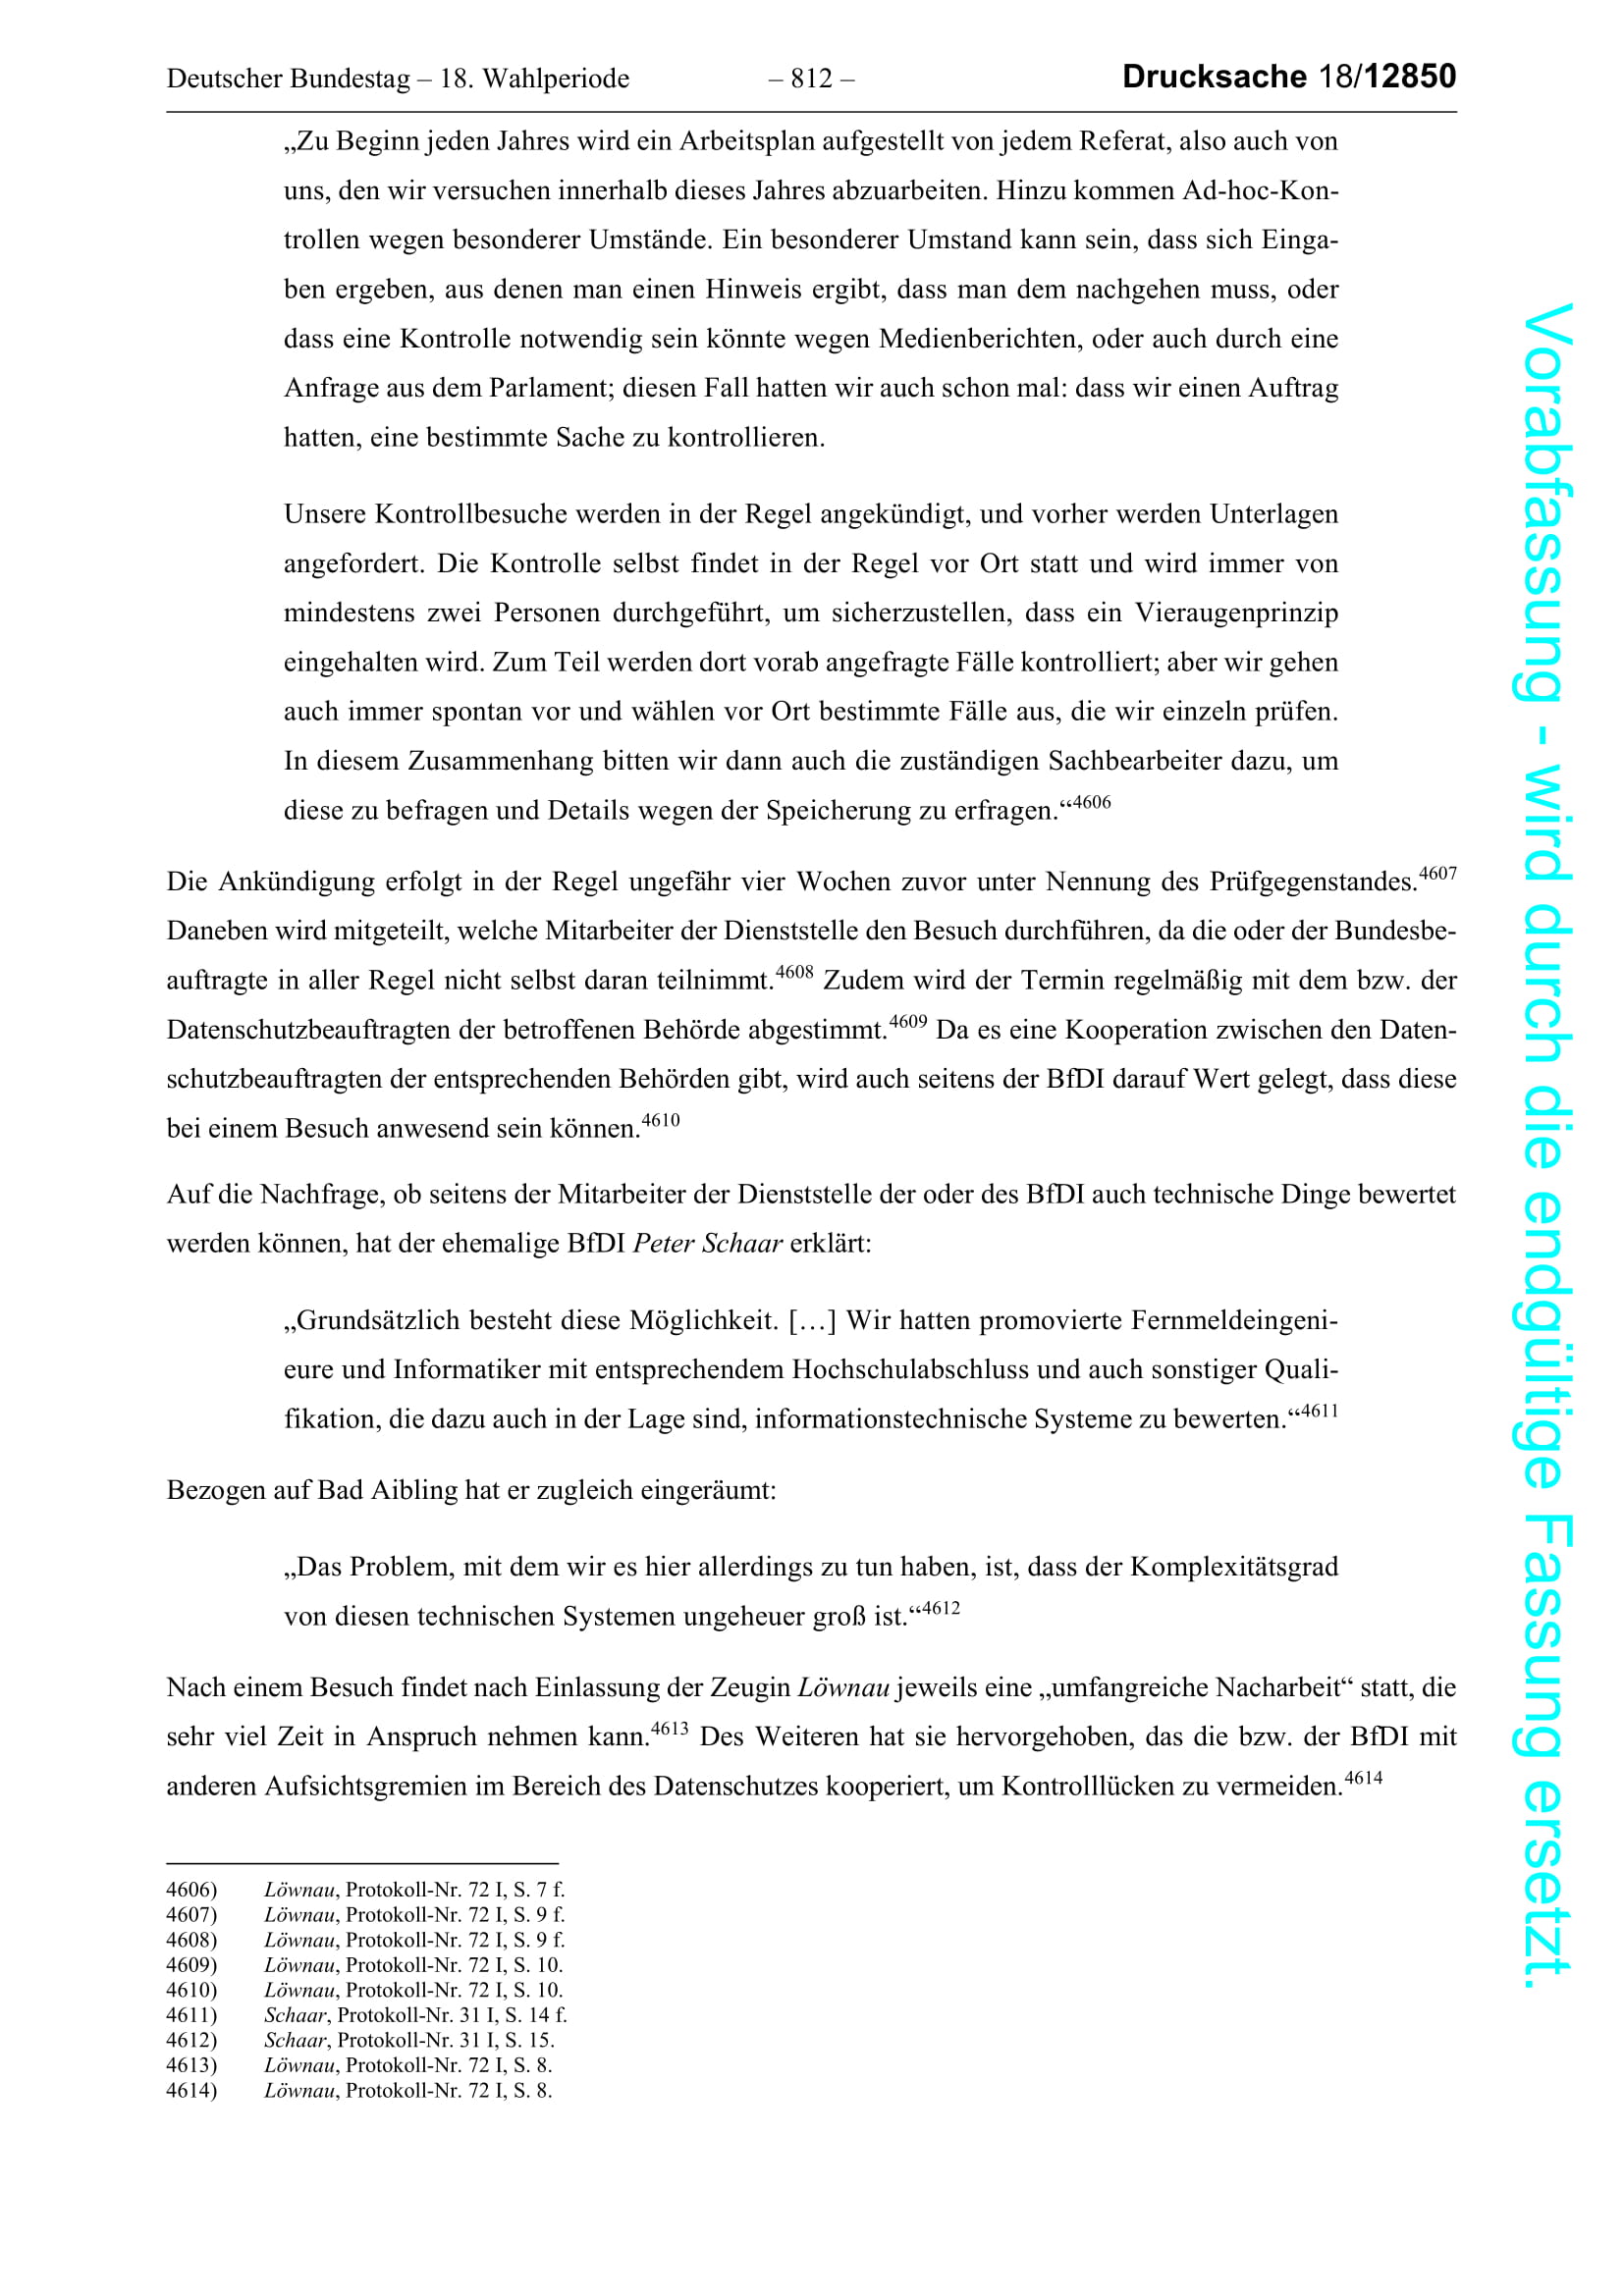 Deutscher Bundestag – 18. Wahlperiode – 812 – Drucksache 18/12850
„Zu Beginn jeden Jahres wird ein Arbeitsplan aufgestellt von jedem Referat, also auch von
uns, den wir versuchen innerhalb dieses Jahres abzuarbeiten. Hinzu kommen Ad-hoc-Kon-
trollen wegen besonderer Umstände. Ein besonderer Umstand kann sein, dass sich Einga-
ben ergeben, aus denen man einen Hinweis ergibt, dass man dem nachgehen muss, oder
dass eine Kontrolle notwendig sein könnte wegen Medienberichten, oder auch durch eine
Anfrage aus dem Parlament; diesen Fall hatten wir auch schon mal: dass wir einen Auftrag
hatten, eine bestimmte Sache zu kontrollieren.
Unsere Kontrollbesuche werden in der Regel angekündigt, und vorher werden Unterlagen
angefordert. Die Kontrolle selbst findet in der Regel vor Ort statt und wird immer von
mindestens zwei Personen durchgeführt, um sicherzustellen, dass ein Vieraugenprinzip
eingehalten wird. Zum Teil werden dort vorab angefragte Fälle kontrolliert; aber wir gehen
auch immer spontan vor und wählen vor Ort bestimmte Fälle aus, die wir einzeln prüfen.
In diesem Zusammenhang bitten wir dann auch die zuständigen Sachbearbeiter dazu, um
diese zu befragen und Details wegen der Speicherung zu erfragen.“4606
Die Ankündigung erfolgt in der Regel ungefähr vier Wochen zuvor unter Nennung des Prüfgegenstandes.4607
Daneben wird mitgeteilt, welche Mitarbeiter der Dienststelle den Besuch durchführen, da die oder der Bundesbe-
auftragte in aller Regel nicht selbst daran teilnimmt.4608 Zudem wird der Termin regelmäßig mit dem bzw. der
Datenschutzbeauftragten der betroffenen Behörde abgestimmt.4609 Da es eine Kooperation zwischen den Daten-
schutzbeauftragten der entsprechenden Behörden gibt, wird auch seitens der BfDI darauf Wert gelegt, dass diese
bei einem Besuch anwesend sein können.4610
Auf die Nachfrage, ob seitens der Mitarbeiter der Dienststelle der oder des BfDI auch technische Dinge bewertet
werden können, hat der ehemalige BfDI Peter Schaar erklärt:
„Grundsätzlich besteht diese Möglichkeit. […] Wir hatten promovierte Fernmeldeingeni-
eure und Informatiker mit entsprechendem Hochschulabschluss und auch sonstiger Quali-
fikation, die dazu auch in der Lage sind, informationstechnische Systeme zu bewerten.“4611
Bezogen auf Bad Aibling hat er zugleich eingeräumt:
„Das Problem, mit dem wir es hier allerdings zu tun haben, ist, dass der Komplexitätsgrad
von diesen technischen Systemen ungeheuer groß ist.“4612
Nach einem Besuch findet nach Einlassung der Zeugin Löwnau jeweils eine „umfangreiche Nacharbeit“ statt, die
sehr viel Zeit in Anspruch nehmen kann.4613 Des Weiteren hat sie hervorgehoben, das die bzw. der BfDI mit
anderen Aufsichtsgremien im Bereich des Datenschutzes kooperiert, um Kontrolllücken zu vermeiden.4614
4606) Löwnau, Protokoll-Nr. 72 I, S. 7 f.
4607) Löwnau, Protokoll-Nr. 72 I, S. 9 f.
4608) Löwnau, Protokoll-Nr. 72 I, S. 9 f.
4609) Löwnau, Protokoll-Nr. 72 I, S. 10.
4610) Löwnau, Protokoll-Nr. 72 I, S. 10.
4611) Schaar, Protokoll-Nr. 31 I, S. 14 f.
4612) Schaar, Protokoll-Nr. 31 I, S. 15.
4613) Löwnau, Protokoll-Nr. 72 I, S. 8.
4614) Löwnau, Protokoll-Nr. 72 I, S. 8.
Vorabfassung - wird durch die endgültige Fassung ersetzt.